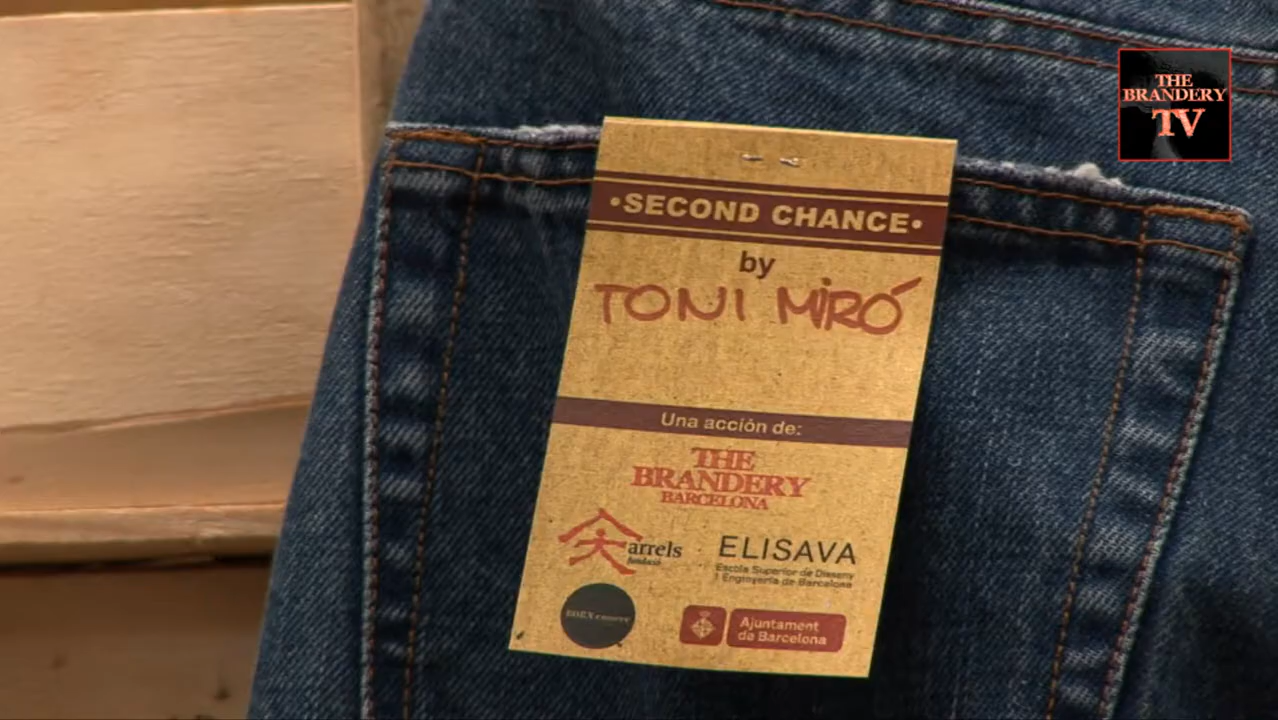 THE
BRANDERY
TV
•SECOND CHANCE•
by
TONI MIRÓ
Una acción de:
THE
BRANDERY
BARCELONA
arrels
fundació
ELISAVA
Escola Superior de Disseny
i Enginyeria de Barcelona
Ajuntament
de Barcelona